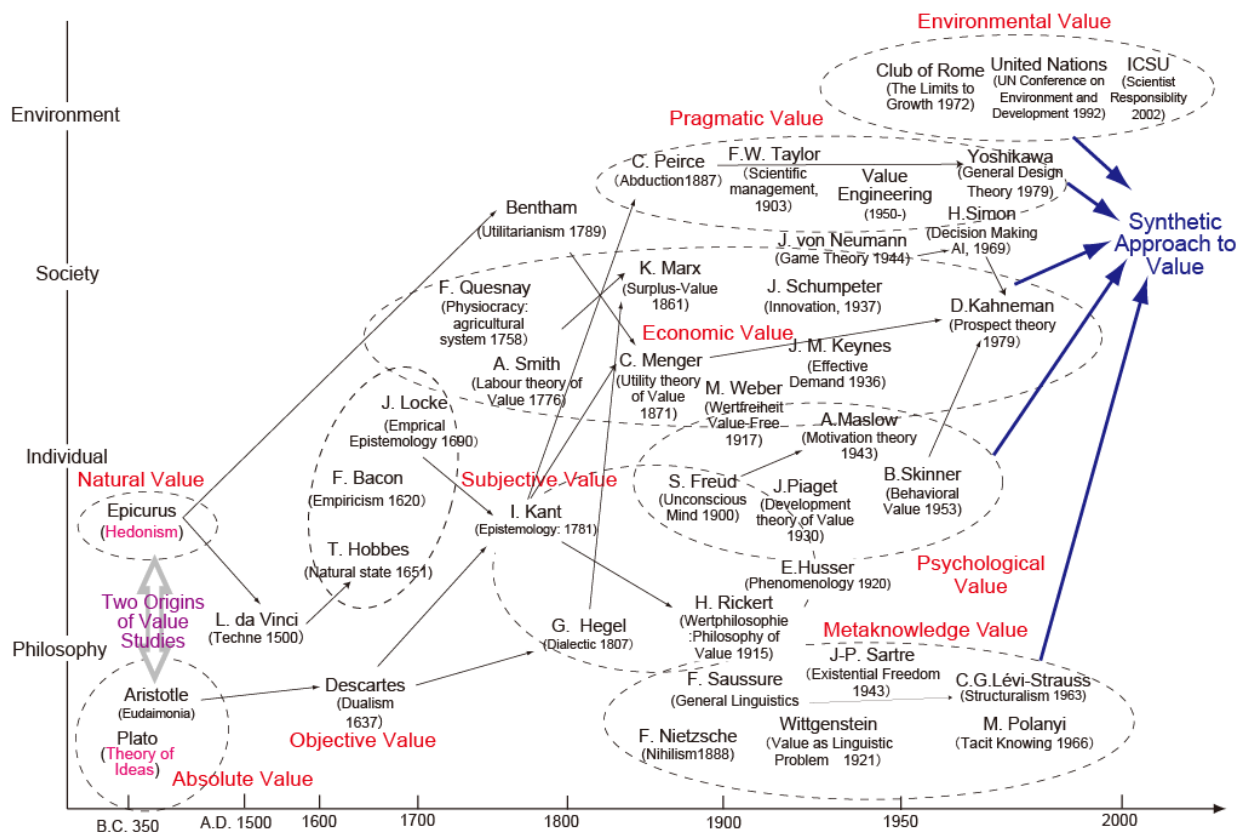 Environmental Value
Club of Rome
(The Limits to
Growth 1972)
United Nations
(UN Conference on
Environment and
Development 1992)
ICSU
(Scientist
Responsiblity
2002)
Environment
Pragmatic Value
C. Peirce
(Abduction1887)
F.W. Taylor
(Scientific
management,
1903)
Value
Engineering
(1950-)
Yoshikawa
(General Design
Theory 1979)
Bentham
(Utilitarianism 1789)
H.Simon
(Decision Making
AI, 1969)
J. von Neumann
(Game Theory 1944)
Synthetic
Approach to
Value
Society
F. Quesnay
(Physiocracy:
agricultural
system 1758)
K. Marx
(Surplus-Value
1861)
J. Schumpeter
(Innovation, 1937)
D.Kahneman
(Prospect theory
1979)
Economic Value
A. Smith
(Labour theory of
Value 1776)
C. Menger
(Utility theory
of Value
1871)
J. M. Keynes
(Effective
Demand 1936)
M. Weber
(Wertfreiheit
Value-Free
1917)
J. Locke
(Emprical
Epistemology 1690)
A.Maslow
(Motivation theory
1943)
Individual
Natural Value
Epicurus
(Hedonism)
F. Bacon
(Empiricism 1620)
Subjective Value
I. Kant
(Epistemology: 1781)
S. Freud
(Unconscious
Mind 1900)
J.Piaget
(Development
theory of Value
1930)
B.Skinner
(Behavioral
Value 1953)
T. Hobbes
(Natural state 1651)
E.Husser
(Phenomenology 1920)
Psychological
Value
Two Origins
of Value
Studies
L. da Vinci
(Techne 1500)
G. Hegel
(Dialectic 1807)
H. Rickert
(Wertphilosophie
:Philosophy of
Value 1915)
Metaknowledge Value
Philosophy
J-P. Sartre
(Existential Freedom
1943)
Aristotle
(Eudaimonia)
Descartes
(Dualism
1637)
F. Saussure
(General Linguistics
C.G.Lévi-Strauss
(Structuralism 1963)
Plato
(Theory of
Ideas)
Objective Value
F. Nietzsche
(Nihilism1888)
Wittgenstein
(Value as Linguistic
Problem 1921)
M. Polanyi
(Tacit Knowing 1966)
Absolute Value
B.C. 350
A.D. 1500
1600
1700
1800
1900
1950
2000